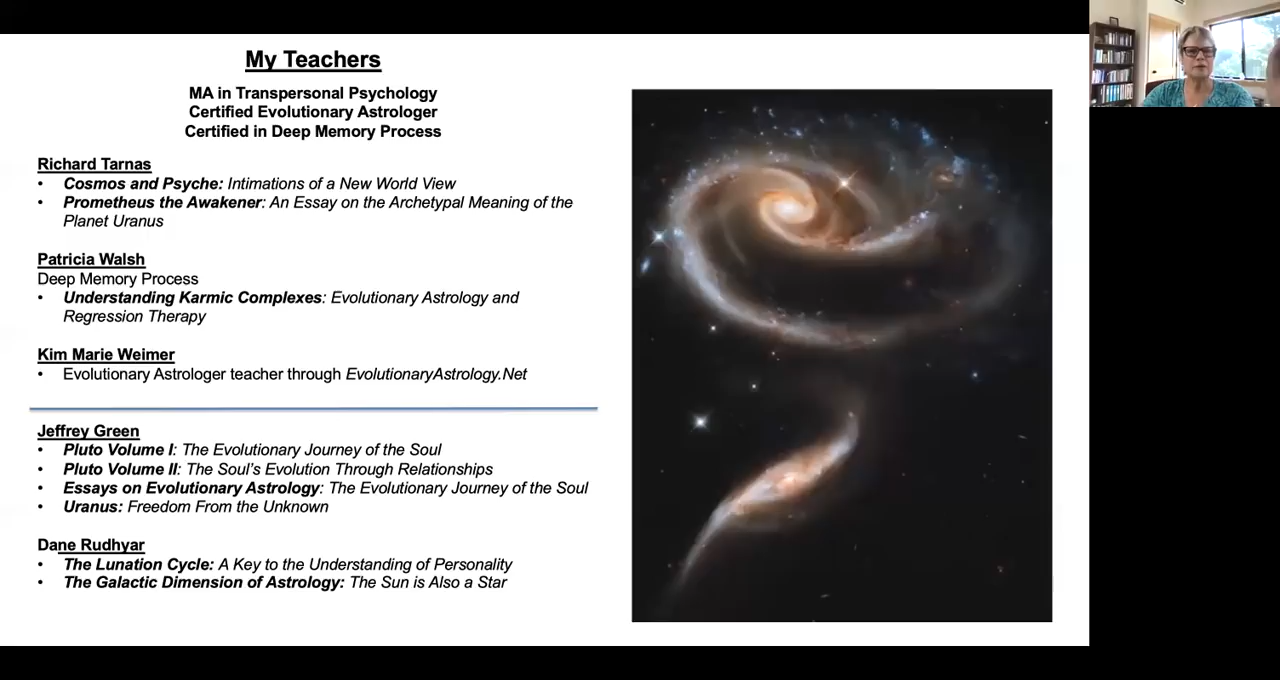 My Teachers
MA in Transpersonal Psychology
Certified Evolutionary Astrologer
Certified in Deep Memory Process
Richard Tarnas
• Cosmos and Psyche: Intimations of a New World View
• Prometheus the Awakener: An Essay on the Archetypal Meaning of the
Planet Uranus
Patricia Walsh
Deep Memory Process
• Understanding Karmic Complexes: Evolutionary Astrology and
Regression Therapy
Kim Marie Weimer
• Evolutionary Astrologer teacher through EvolutionaryAstrology.Net
Jeffrey Green
• Pluto Volume I: The Evolutionary Journey of the Soul
• Pluto Volume II: The Soul's Evolution Through Relationships
• Essays on Evolutionary Astrology: The Evolutionary Journey of the Soul
• Uranus: Freedom From the Unknown
Dane Rudhyar
• The Lunation Cycle: A Key to the Understanding of Personality
• The Galactic Dimension of Astrology: The Sun is Also a Star